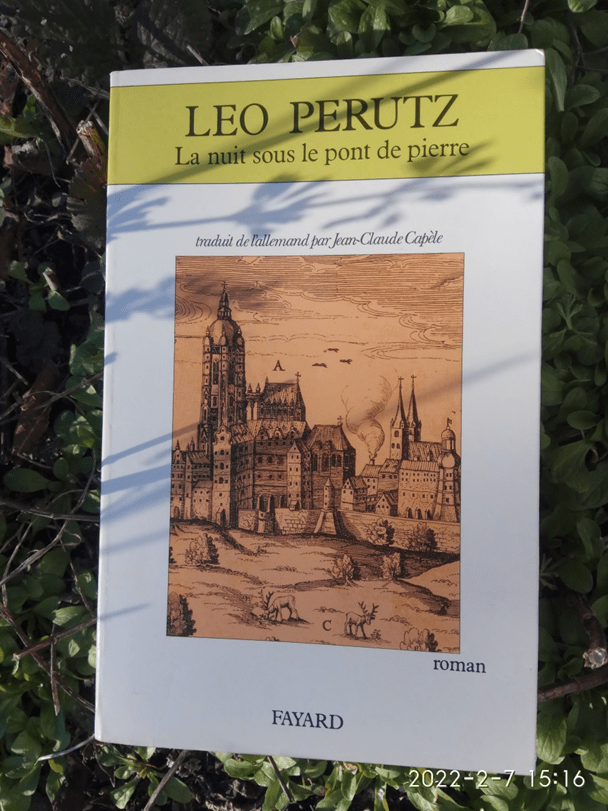 LEO PERUTZ
La nuit sous le pont de pierre
traduit de l'allemand par Jean-Claude Capèle
A
C
roman
FAYARD
2022-2-7 15:16